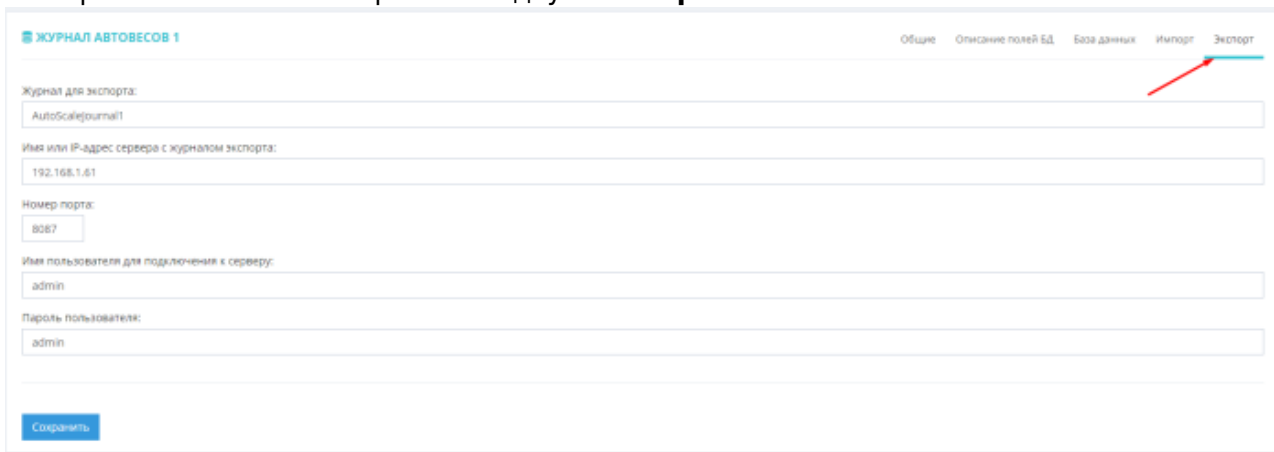 ЖУРНАЛ АВТОВЕСОВ 1
Общие Описание полей БД База данных Импорт Экспорт
Журнал для экспорта:
AutoScaleJournal1
Имя или IP-адрес сервера с журналом экспорта:
192.168.1.61
Номер порта:
8087
Имя пользователя для подключения к серверу:
admin
Пароль пользователя:
admin
Сохранить